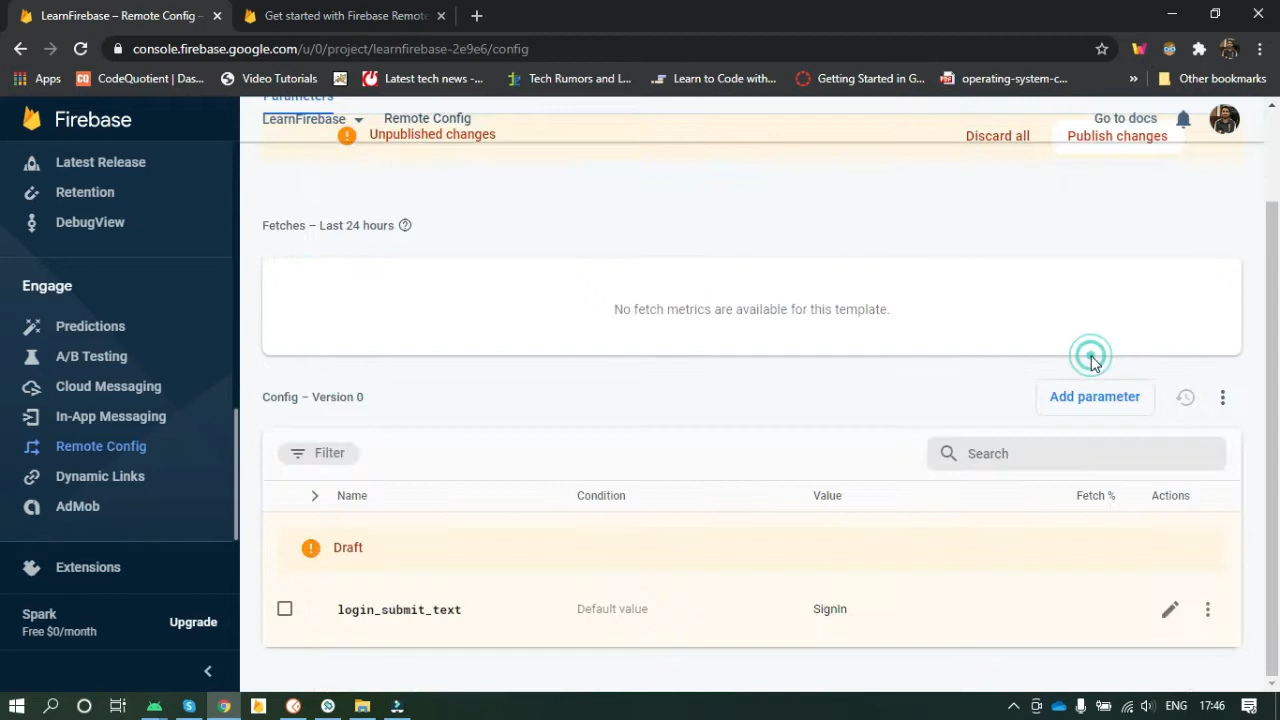 LearnFirebase – Remote Config -
Get started with Firebase Remote
console.firebase.google.com/u/0/project/learnfirebase-2e9e6/config
Apps
CodeQuotient | Das...
Video Tutorials
Latest tech news -...
Tech Rumors and L...
Learn to Code with...
Getting Started in G...
operating-system-c...
»
Other bookmarks
Firebase
Parameters
LearnFirebase
Remote Config
Go to docs
Unpublished changes
Discard all
Publish changes
Latest Release
Retention
DebugView
Fetches – Last 24 hours
Engage
No fetch metrics are available for this template.
Predictions
A/B Testing
Cloud Messaging
In-App Messaging
Remote Config
Dynamic Links
AdMob
Config – Version 0
Add parameter
Filter
Search
Name
Condition
Value
Fetch %
Actions
Draft
login_submit_text
Default value
SignIn
Extensions
Spark
Free $0/month
Upgrade
ENG
17:46